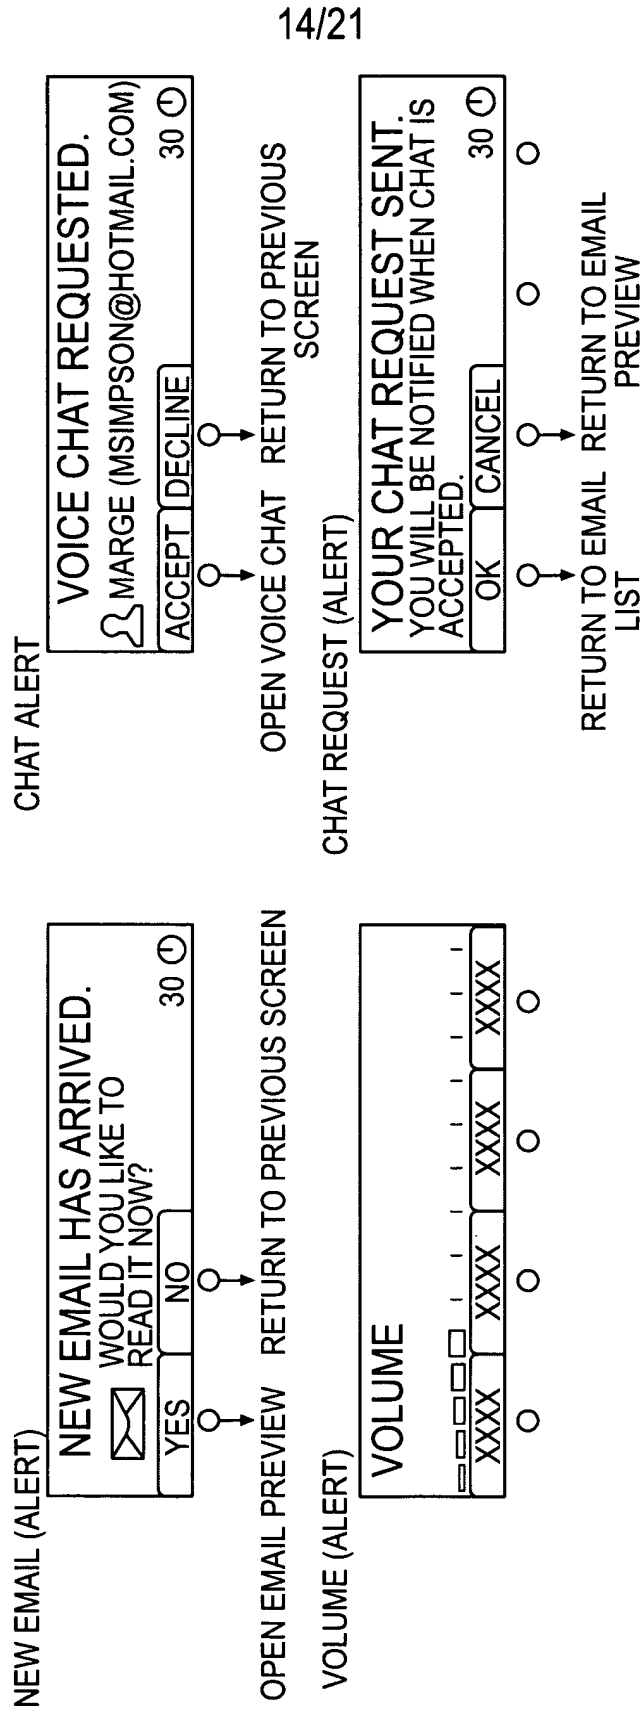 14/21
NEW EMAIL (ALERT)
NEW EMAIL HAS ARRIVED.
WOULD YOU LIKE TO
READ IT NOW?
YES
NO
30
OPEN EMAIL PREVIEW
RETURN TO PREVIOUS SCREEN
CHAT ALERT
VOICE CHAT REQUESTED.
MARGE (MSIMPSON@HOTMAIL.COM)
ACCEPT
DECLINE
30
OPEN VOICE CHAT
RETURN TO PREVIOUS
SCREEN
VOLUME (ALERT)
VOLUME
XXXX
XXXX
XXXX
XXXX
CHAT REQUEST (ALERT)
YOUR CHAT REQUEST SENT.
YOU WILL BE NOTIFIED WHEN CHAT IS
ACCEPTED.
OK
CANCEL
30
RETURN TO EMAIL
LIST
RETURN TO EMAIL
PREVIEW